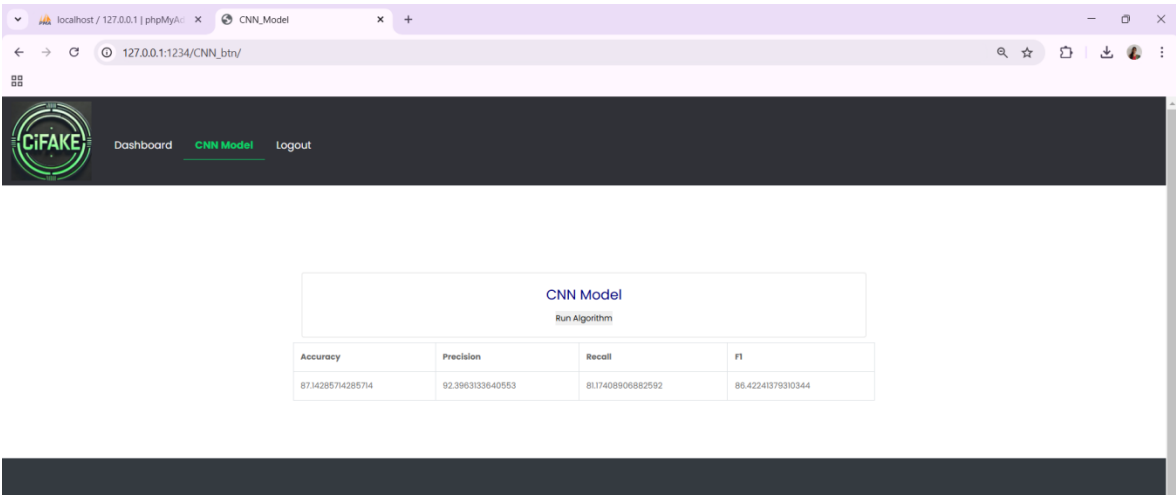 localhost / 127.0.0.1 | phpMyAd
CNN_Model
127.0.0.1:1234/CNN_btn/
CiFAKE
Dashboard CNN Model Logout
CNN Model
Run Algorithm
Accuracy Precision Recall F1
87.14285714285714 92.3963133640553 81.17408906882592 86.42241379310344